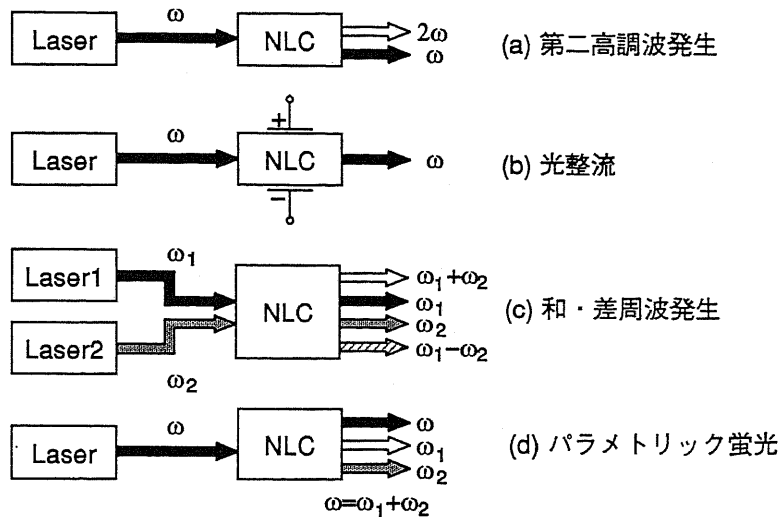 ω
Laser
NLC
2ω
ω
(a) 第二高調波発生
ω
Laser
+
NLC
−
ω
(b) 光整流
ω1
Laser1
Laser2
ω2
NLC
ω1+ω2
ω1
ω2
ω1−ω2
(c) 和・差周波発生
ω
Laser
NLC
ω
ω1
ω2
(d) パラメトリック蛍光
ω=ω1+ω2